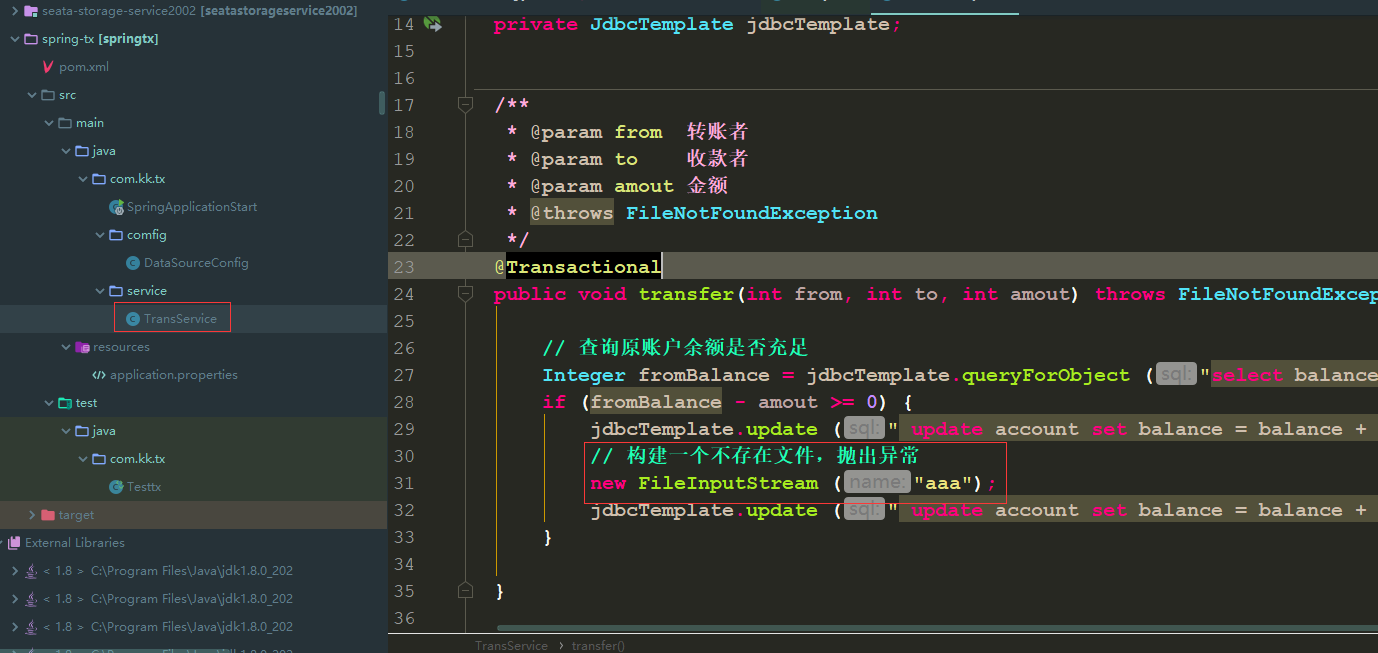 seata-storage-service2002 [seatastorageservice2002]
spring-tx [springtx]
pom.xml
src
main
java
com.kk.tx
SpringApplicationStart
comfig
DataSourceConfig
service
TransService
resources
application.properties
test
java
com.kk.tx
Testtx
target
External Libraries
< 1.8 > C:\Program Files\Java\jdk1.8.0_202
< 1.8 > C:\Program Files\Java\jdk1.8.0_202
< 1.8 > C:\Program Files\Java\jdk1.8.0_202
14 private JdbcTemplate jdbcTemplate;
15
16
17 /**
18 * @param from 转账者
19 * @param to 收款者
20 * @param amout 金额
21 * @throws FileNotFoundException
22 */
23 @Transactional
24 public void transfer(int from, int to, int amout) throws FileNotFoundExcep
25
26 // 查询原账户余额是否充足
27 Integer fromBalance = jdbcTemplate.queryForObject (sql: "select balance
28 if (fromBalance - amout >= 0) {
29 jdbcTemplate.update (sql: " update account set balance = balance +
30 // 构建一个不存在文件，抛出异常
31 new FileInputStream (name: "aaa");
32 jdbcTemplate.update (sql: " update account set balance = balance +
33 }
34
35 }
36
TransService › transfer()